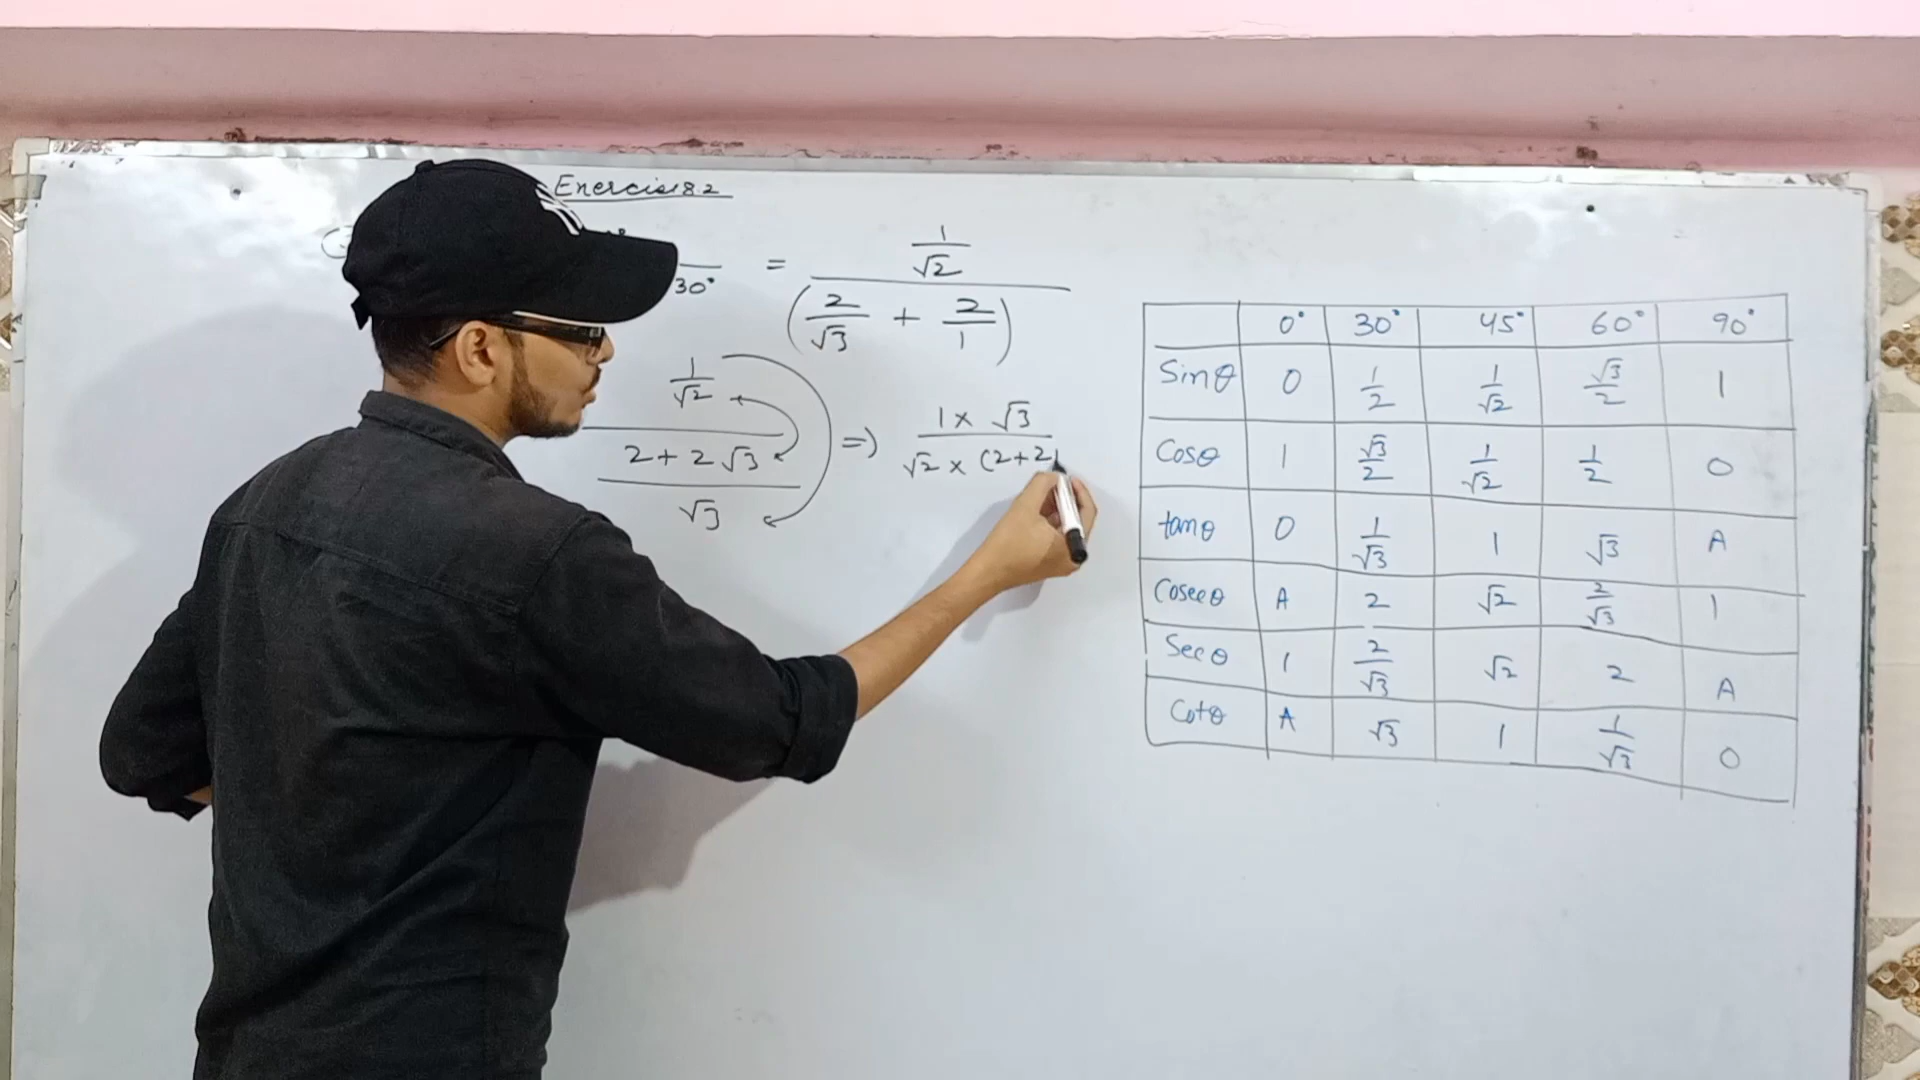 Enercise 8.2
30° = 1/√2 / (2/√3 + 2/1)
1/√2 / (2+2√3 / √3) => 1 x √3 / √2 x (2+2
0° 30° 45° 60° 90°
Sinθ 0 1/2 1/√2 √3/2 1
Cosθ 1 √3/2 1/√2 1/2 0
tanθ 0 1/√3 1 √3 A
Cosecθ A 2 √2 2/√3 1
Secθ 1 2/√3 √2 2 A
Cotθ A √3 1 1/√3 0